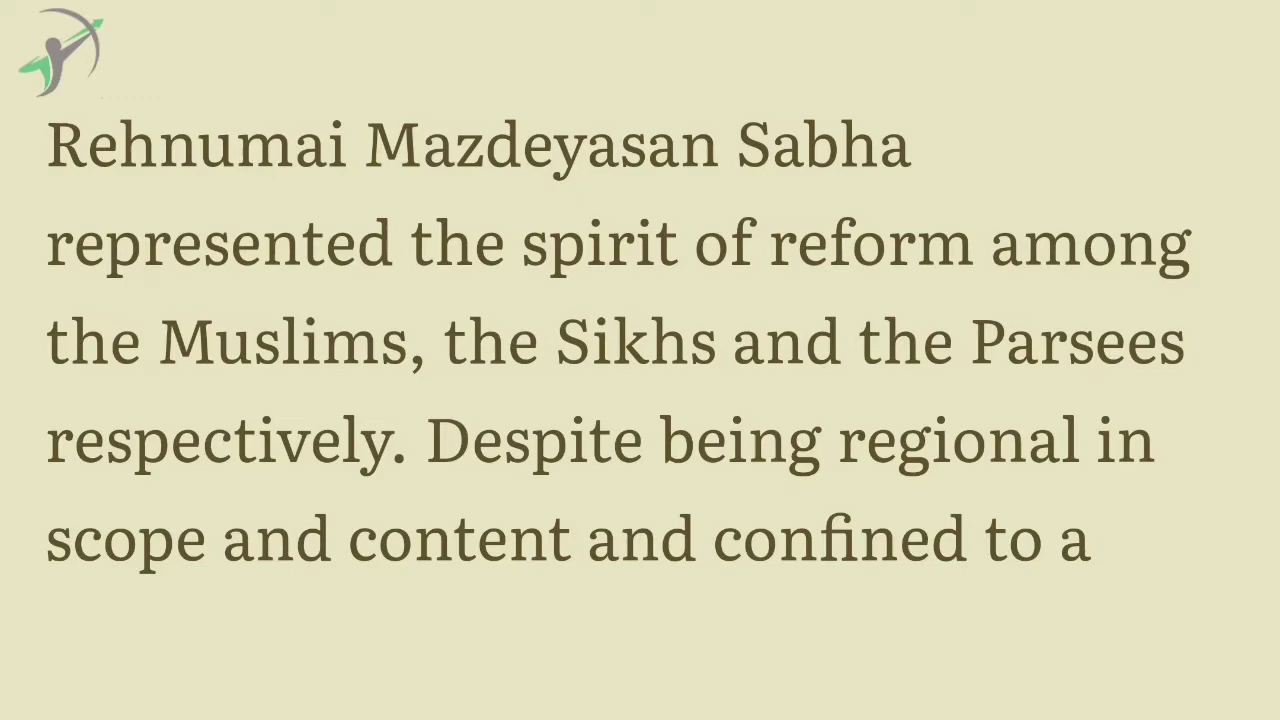 Rehnumai Mazdeyasan Sabha
represented the spirit of reform among
the Muslims, the Sikhs and the Parsees
respectively. Despite being regional in
scope and content and confined to a